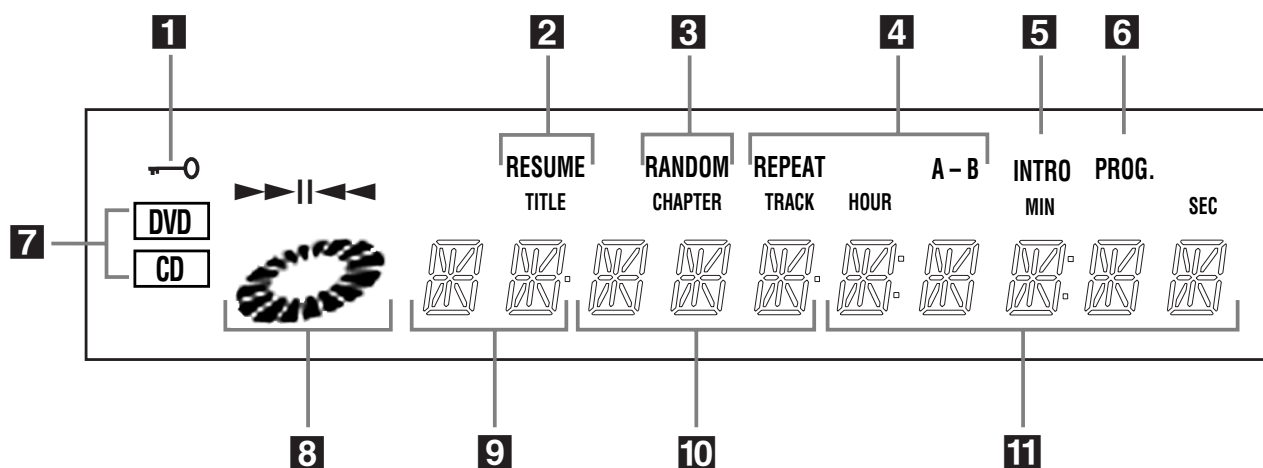 1 2 3 4 5 6
RESUME RANDOM REPEAT A – B INTRO PROG.
TITLE CHAPTER TRACK HOUR MIN SEC
7 DVD
CD
8 9 10 11